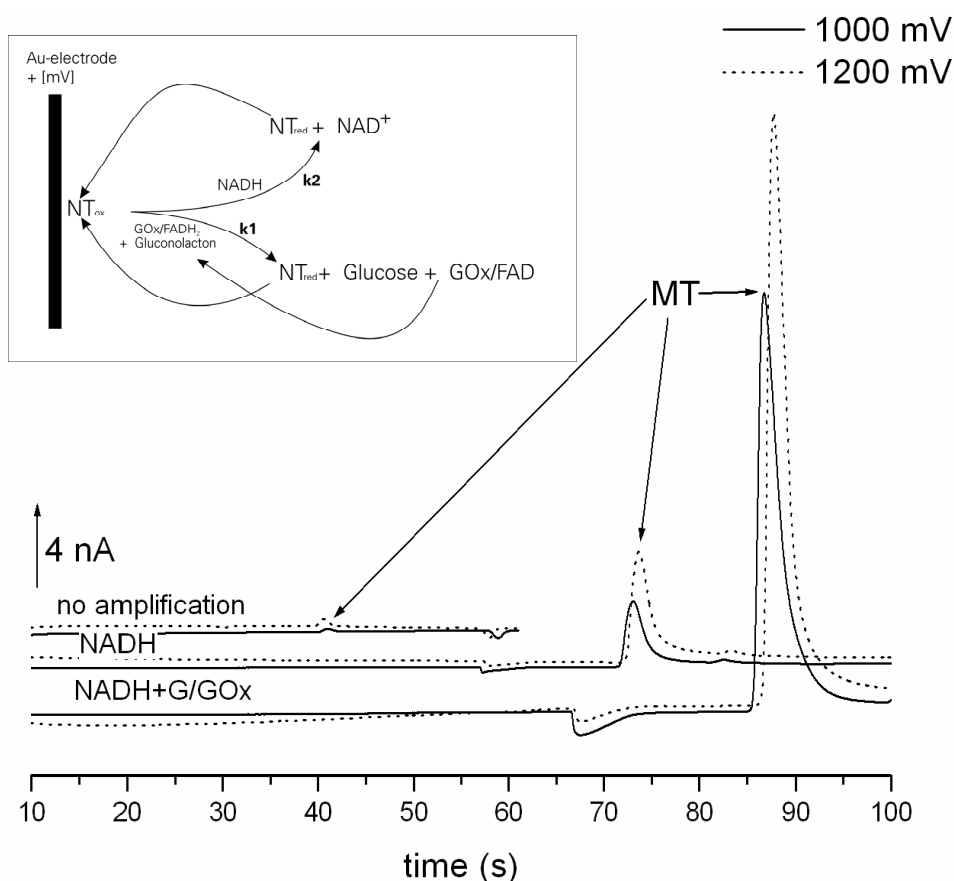 1000 mV
1200 mV
Au-electrode
+ [mV]
NTred + NAD+
NADH
k2
NTox
GOx/FADH2
k1
+ Gluconolacton
NTred + Glucose + GOx/FAD
MT
4 nA
no amplification
NADH
NADH+G/GOx
10 20 30 40 50 60 70 80 90 100
time (s)